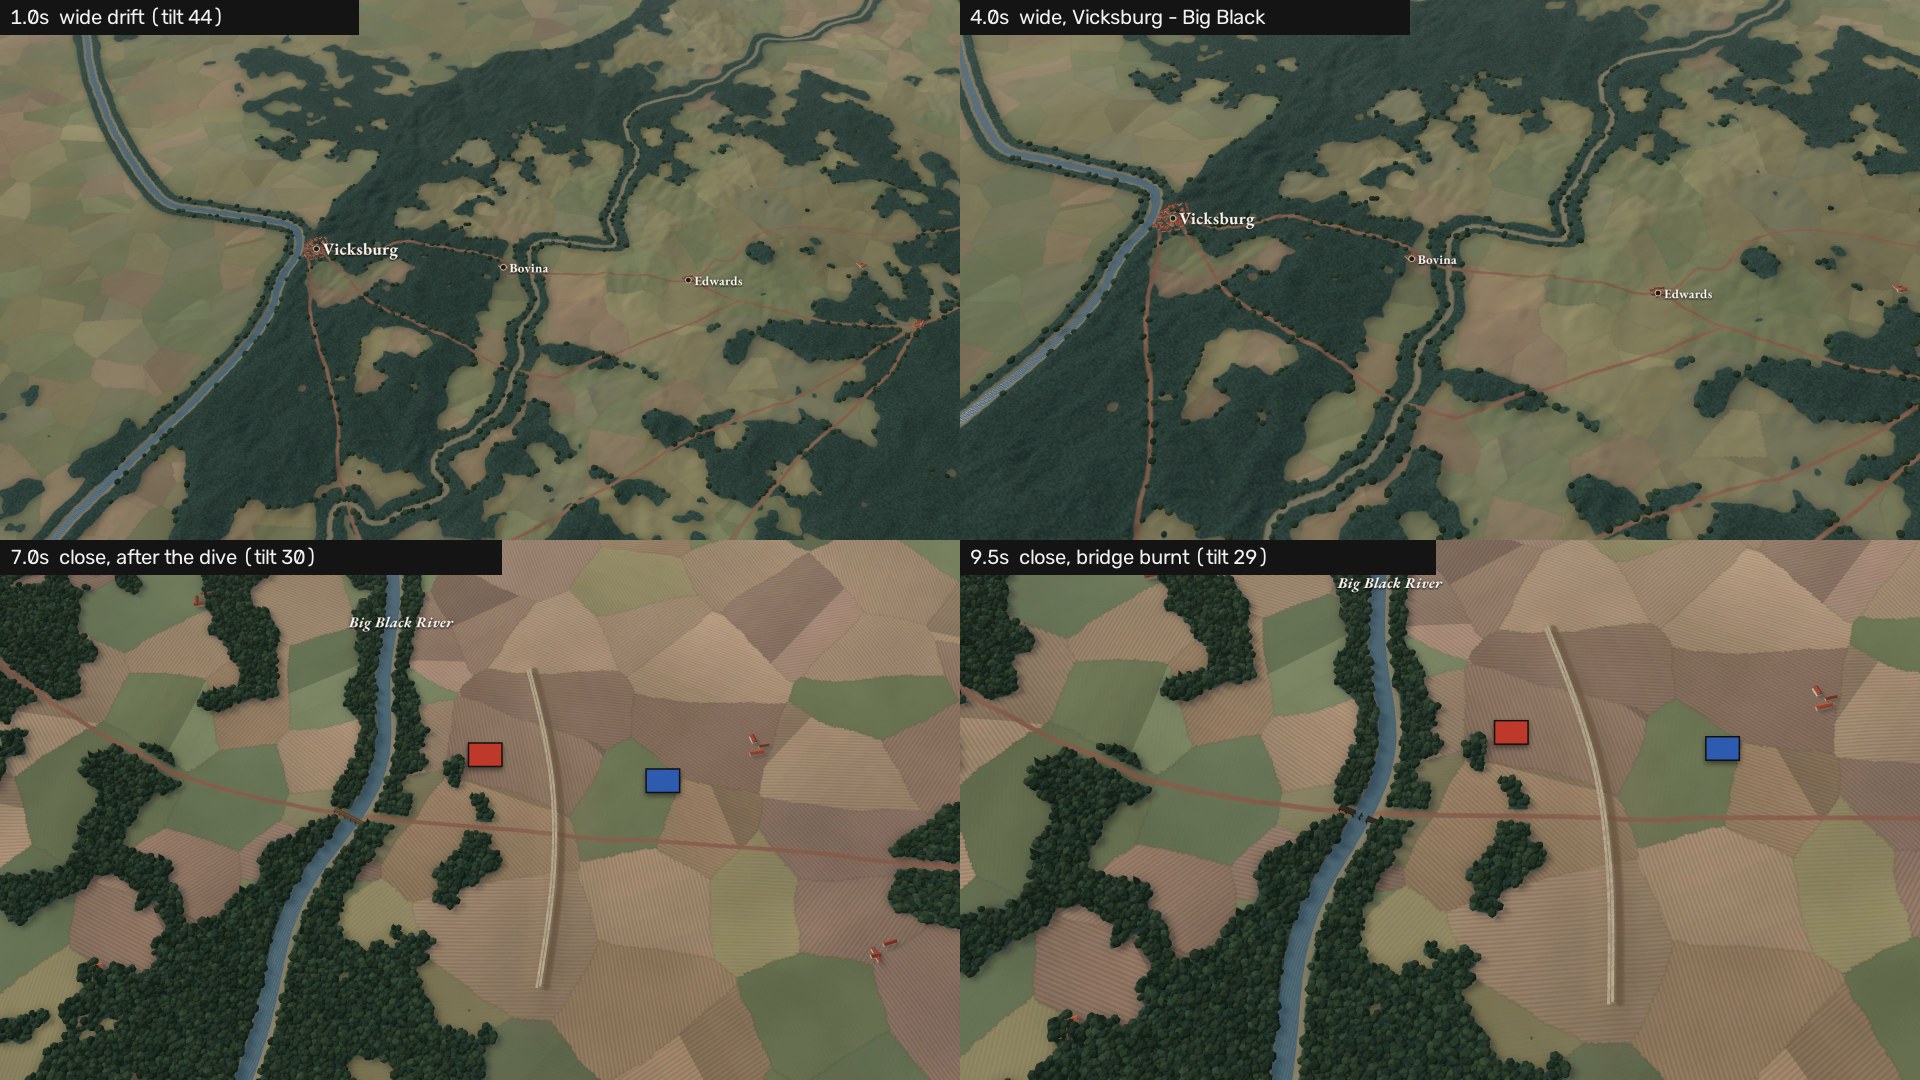 1.0s wide drift (tilt 44)
4.0s wide, Vicksburg - Big Black
Vicksburg
Bovina
Edwards
Vicksburg
Bovina
Edwards
7.0s close, after the dive (tilt 30)
9.5s close, bridge burnt (tilt 29)
Big Black River
Big Black River